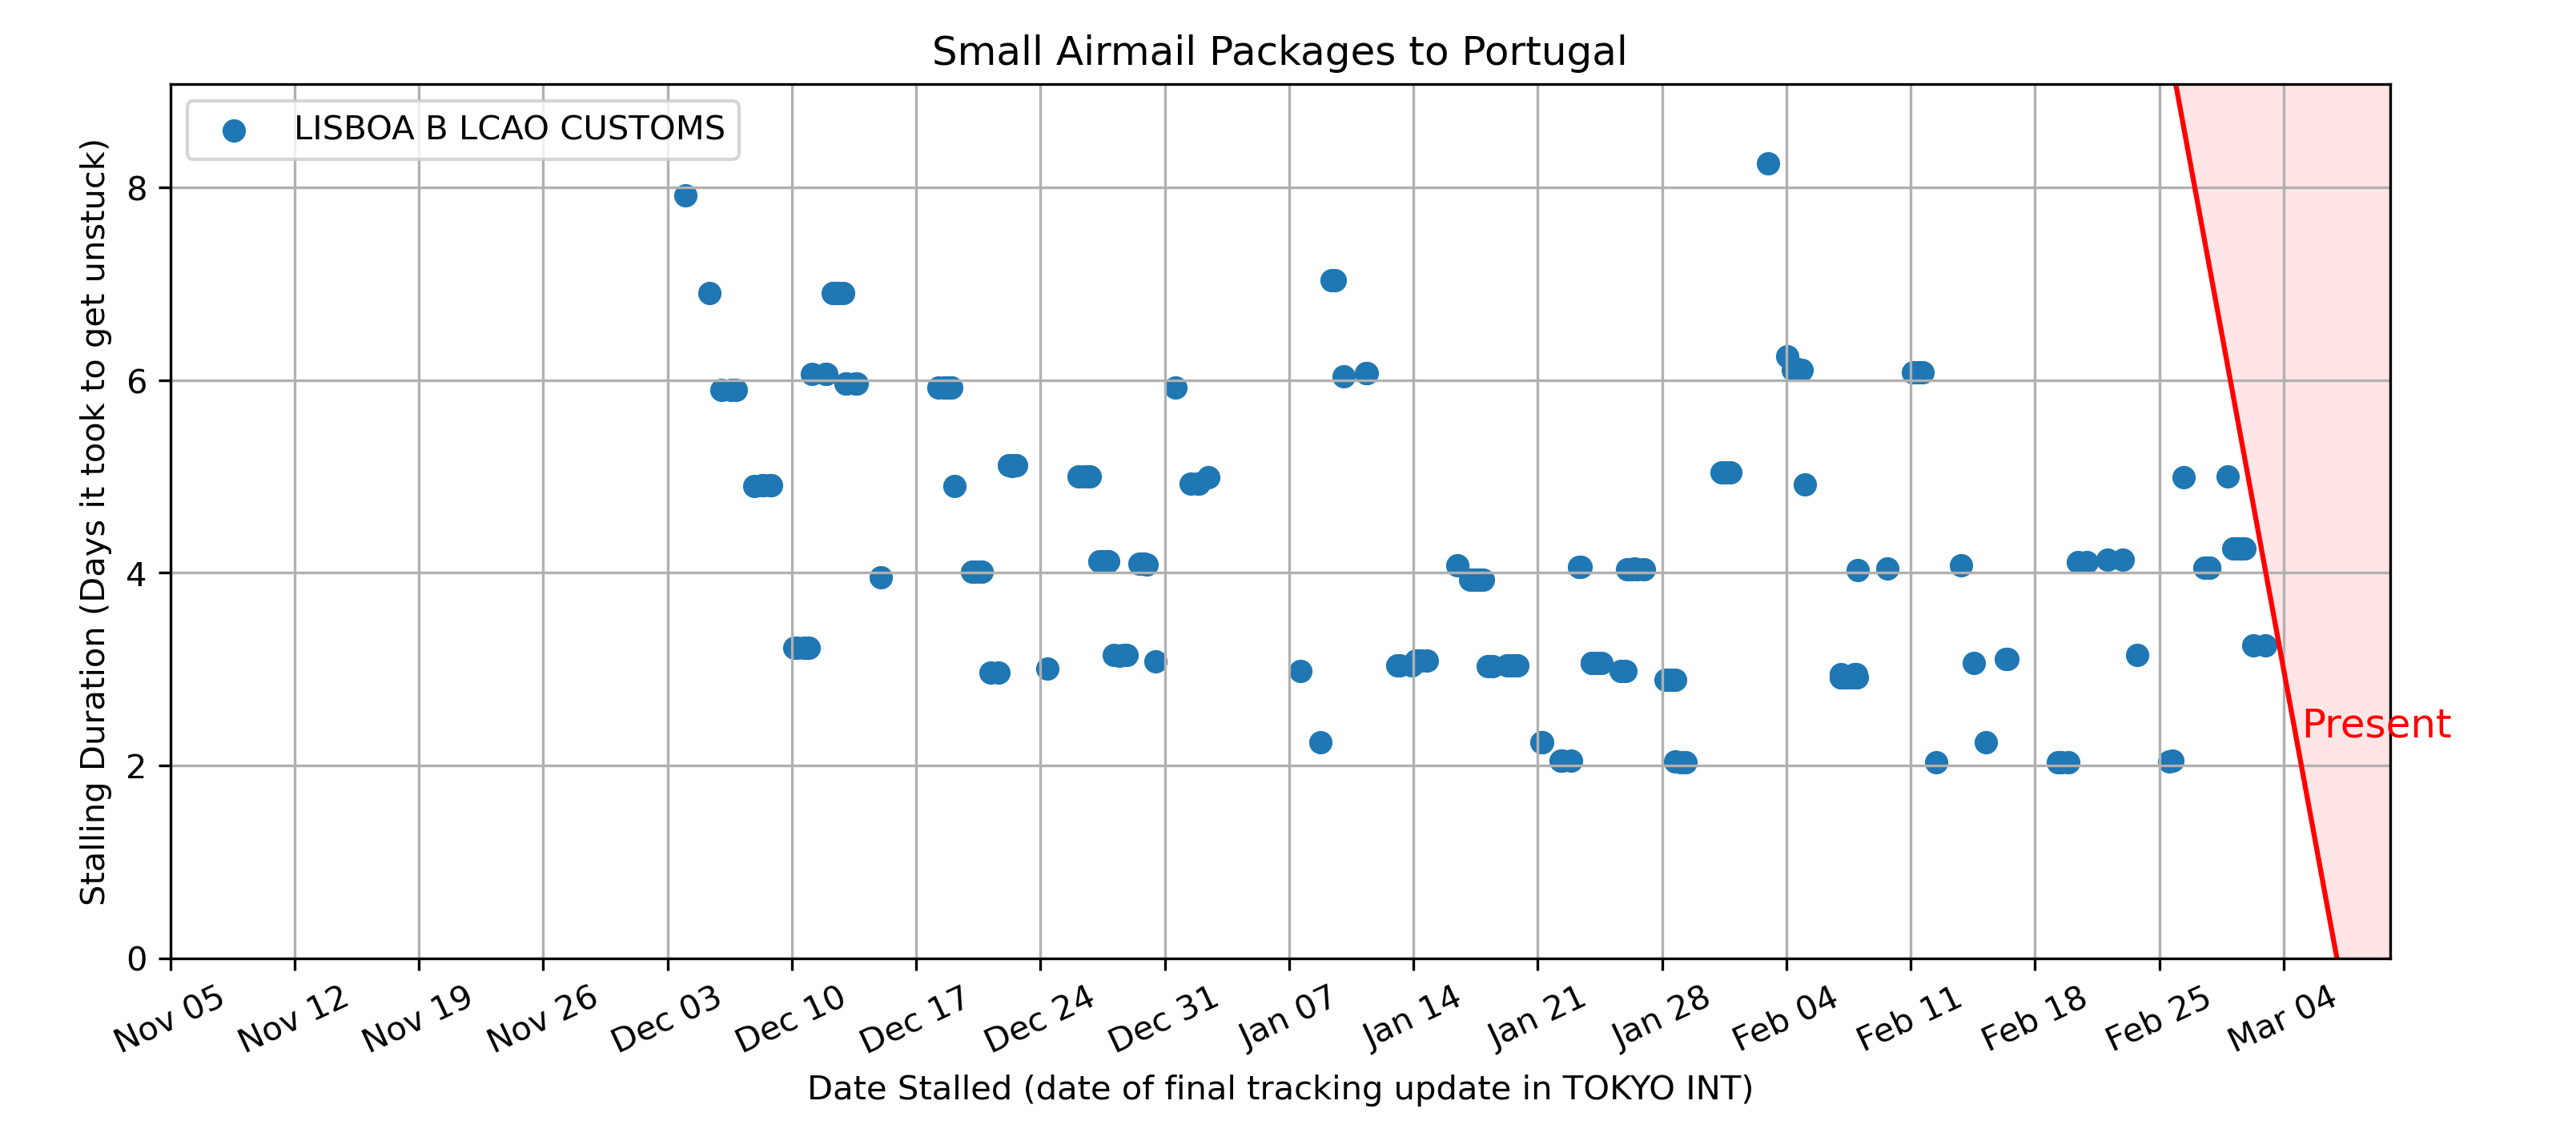 Small Airmail Packages to Portugal
LISBOA B LCAO CUSTOMS
Stalling Duration (Days it took to get unstuck)
8
6
4
2
0
Present
Nov 05
Nov 12
Nov 19
Nov 26
Dec 03
Dec 10
Dec 17
Dec 24
Dec 31
Jan 07
Jan 14
Jan 21
Jan 28
Feb 04
Feb 11
Feb 18
Feb 25
Mar 04
Date Stalled (date of final tracking update in TOKYO INT)